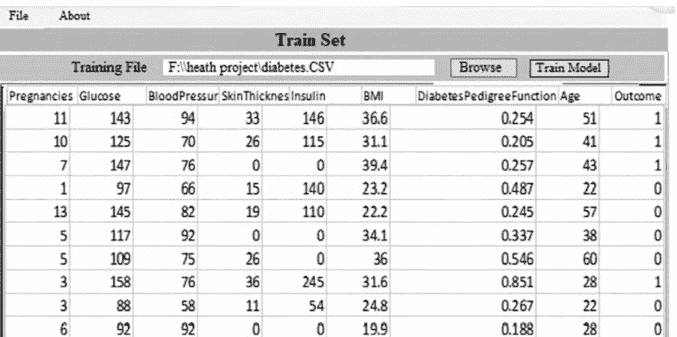 File About
Train Set
Training File F:\\heath project\diabetes.CSV Browse Train Model
Pregnancies Glucose BloodPressur SkinThicknes Insulin BMI DiabetesPedigreeFunction Age Outcome
11 143 94 33 146 36.6 0.254 51 1
10 125 70 26 115 31.1 0.205 41 1
7 147 76 0 0 39.4 0.257 43 1
1 97 66 15 140 23.2 0.487 22 0
13 145 82 19 110 22.2 0.245 57 0
5 117 92 0 0 34.1 0.337 38 0
5 109 75 26 0 36 0.546 60 0
3 158 76 36 245 31.6 0.851 28 1
3 88 58 11 54 24.8 0.267 22 0
6 92 92 0 0 19.9 0.188 28 0